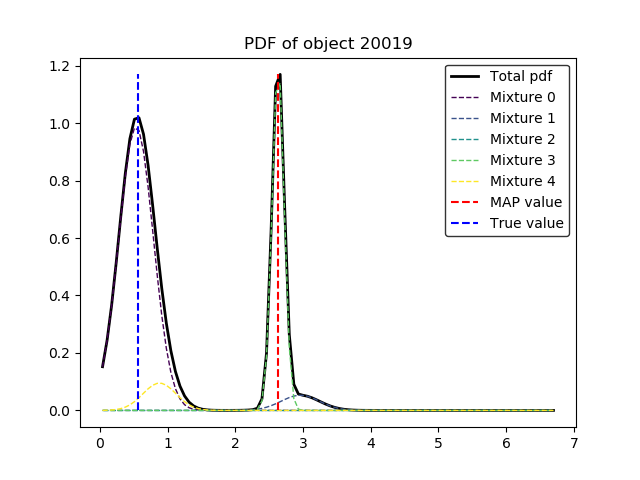 PDF of object 20019
1.2
1.0
0.8
0.6
0.4
0.2
0.0
0 1 2 3 4 5 6 7
Total pdf
Mixture 0
Mixture 1
Mixture 2
Mixture 3
Mixture 4
MAP value
True value